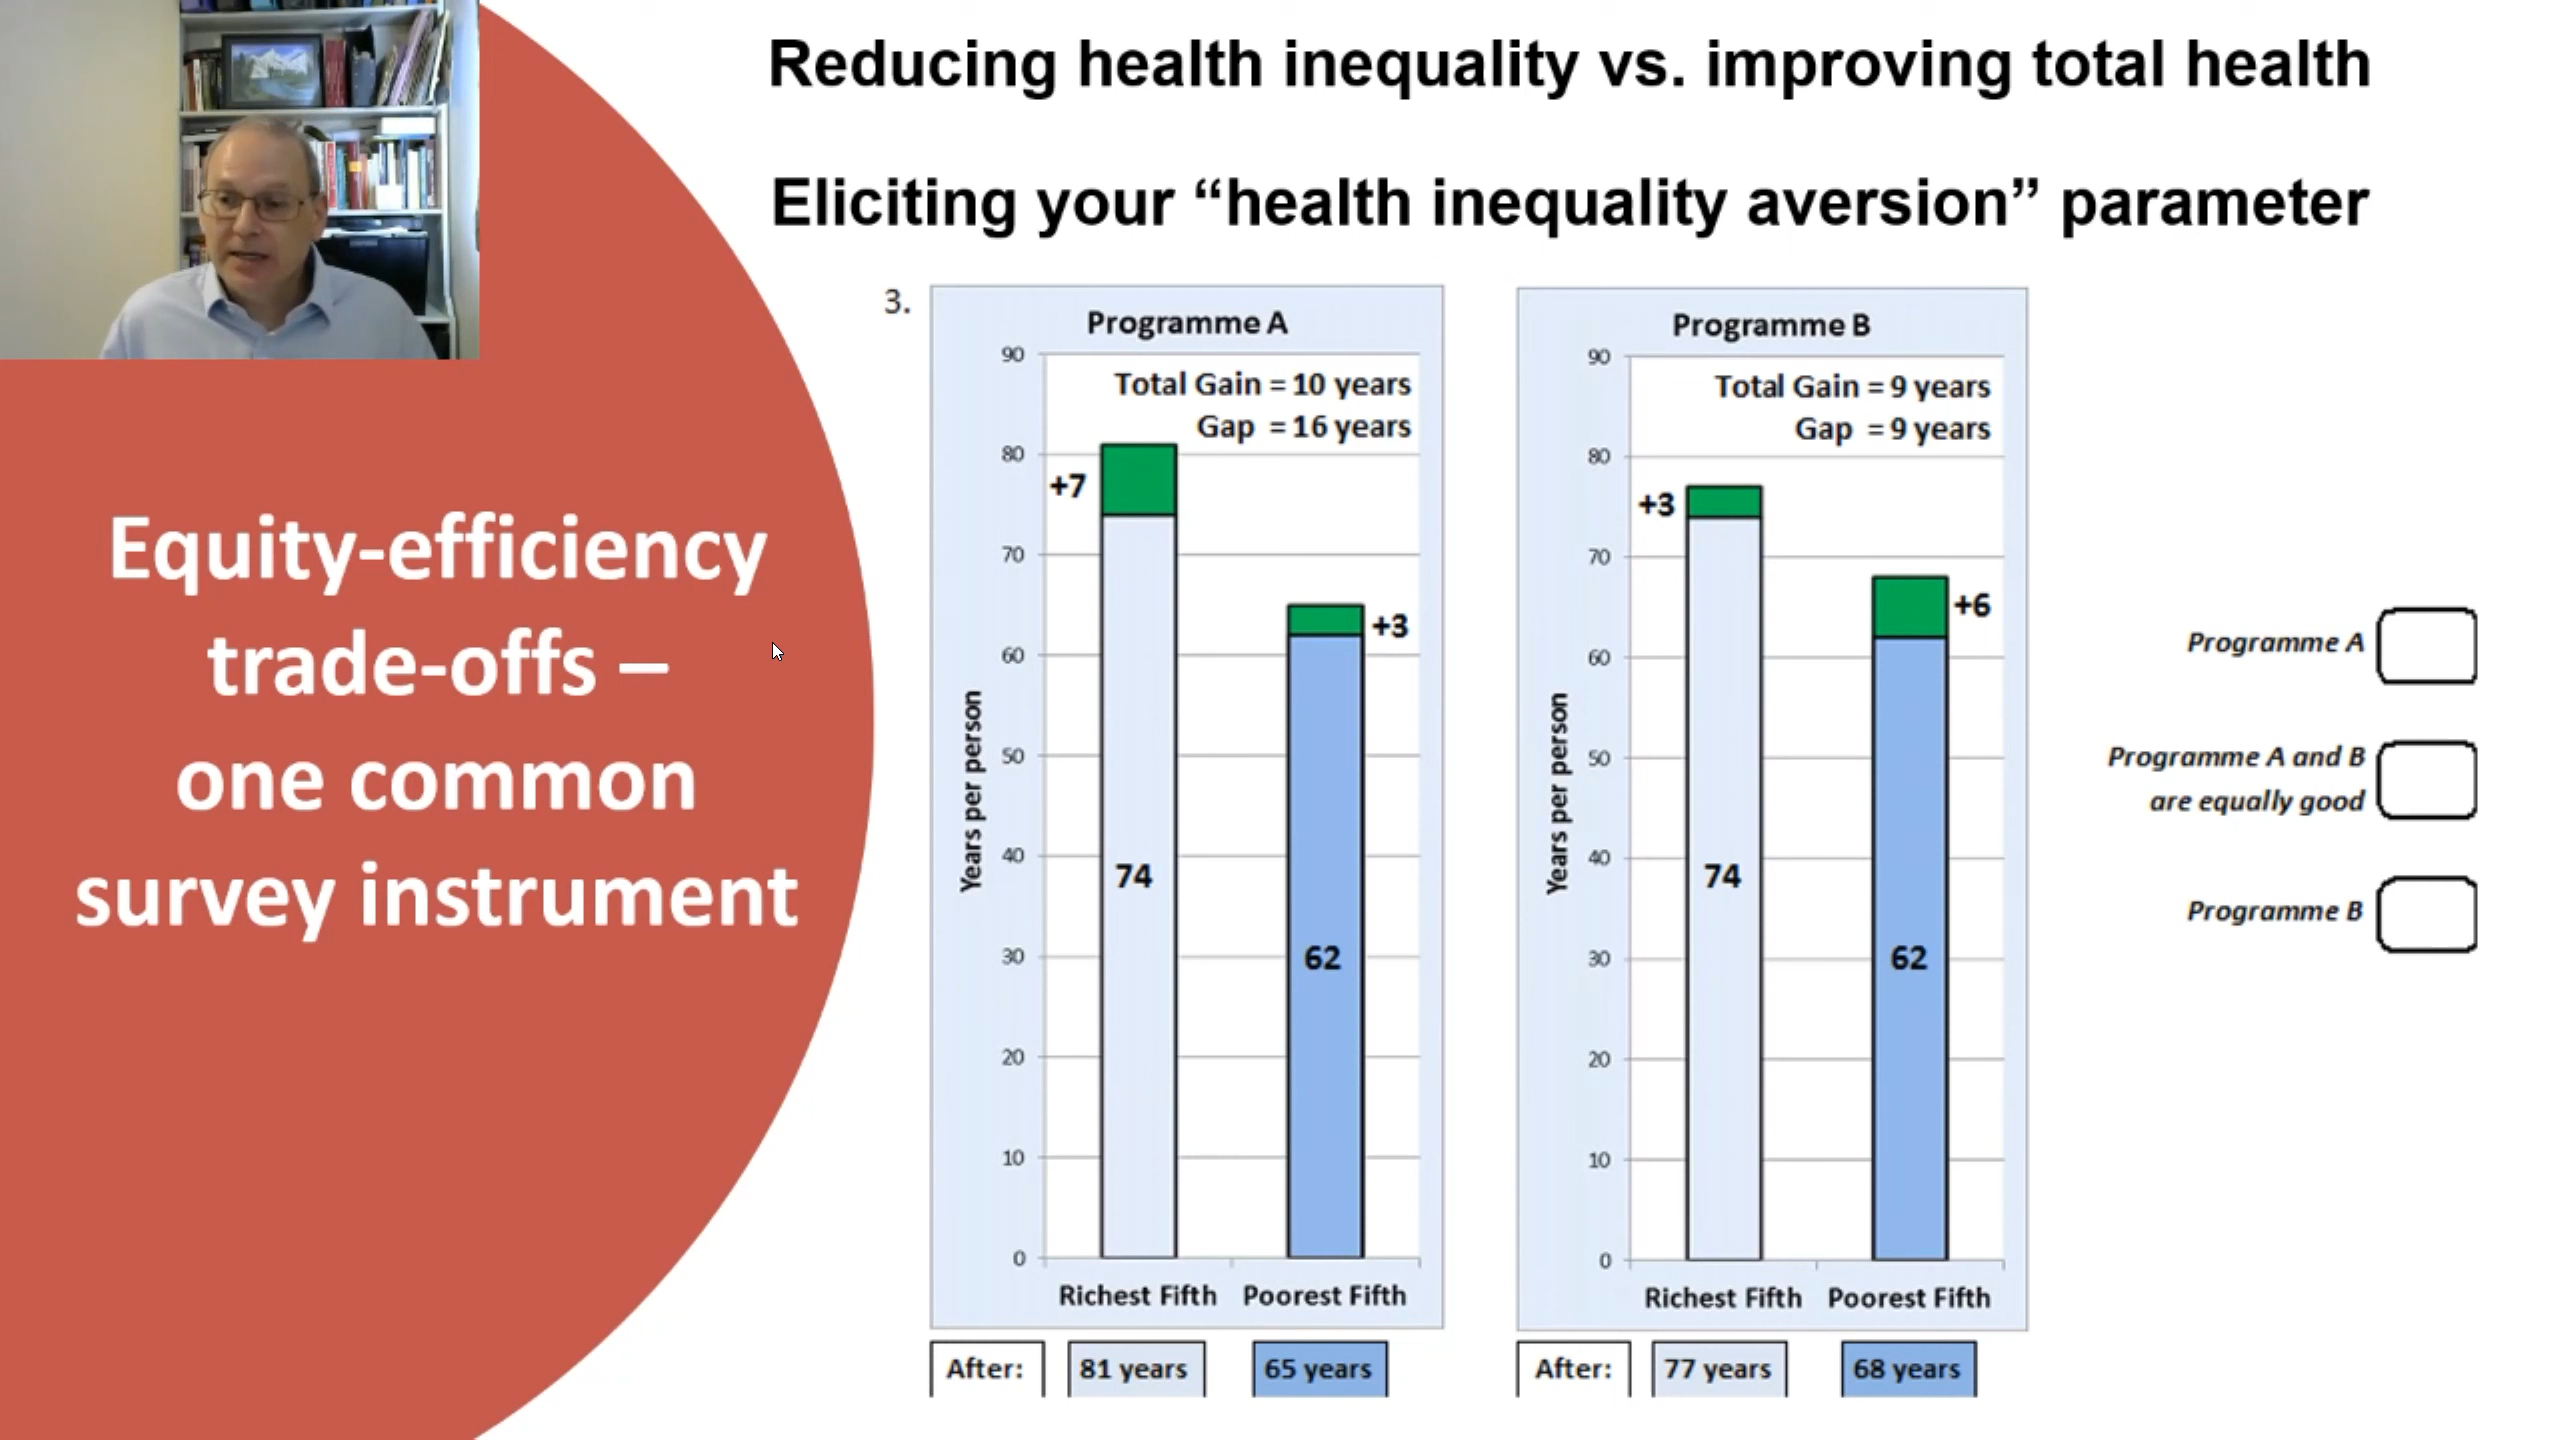 Reducing health inequality vs. improving total health
Eliciting your “health inequality aversion” parameter
Equity-efficiency
trade-offs –
one common
survey instrument
3.
Programme A
90
80
70
60
50
40
30
20
10
0
Total Gain = 10 years
Gap = 16 years
+7
+3
74
62
Years per person
Richest Fifth Poorest Fifth
After: 81 years 65 years
Programme B
90
80
70
60
50
40
30
20
10
0
Total Gain = 9 years
Gap = 9 years
+3
+6
74
62
Years per person
Richest Fifth Poorest Fifth
After: 77 years 68 years
Programme A
Programme A and B
are equally good
Programme B